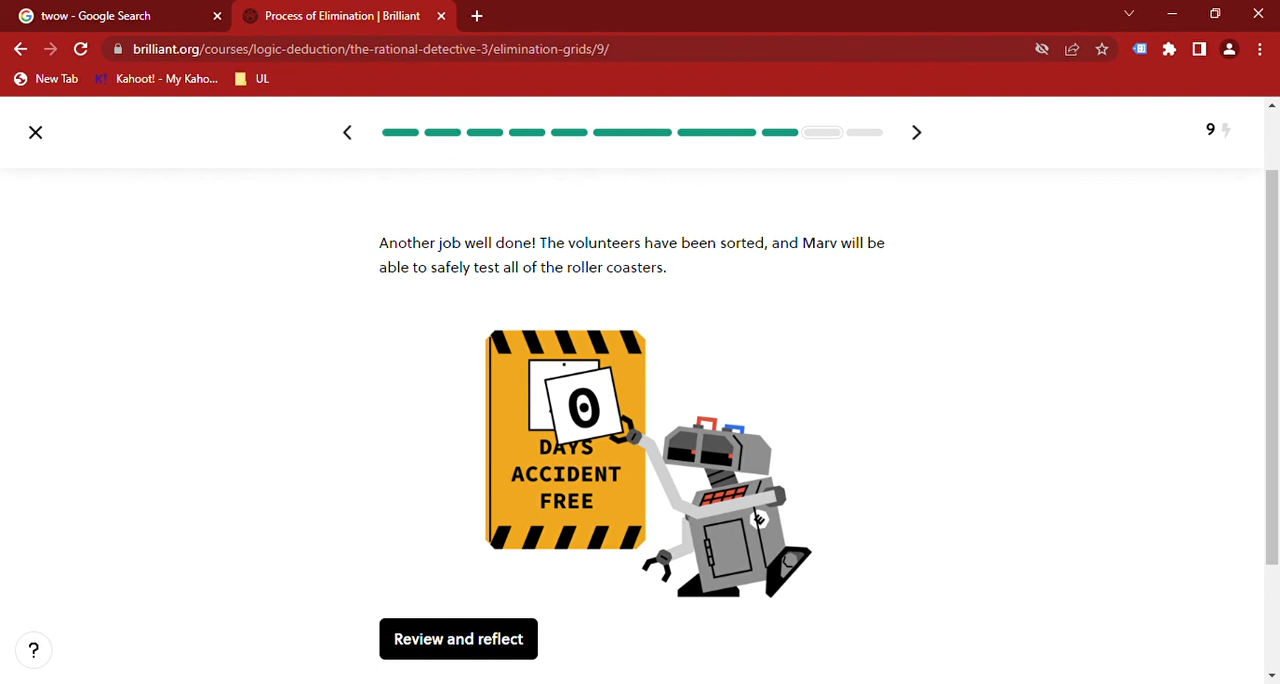 twow - Google Search
Process of Elimination | Brilliant
brilliant.org/courses/logic-deduction/the-rational-detective-3/elimination-grids/9/
New Tab
Kahoot! - My Kaho...
UL
9
Another job well done! The volunteers have been sorted, and Marv will be
able to safely test all of the roller coasters.
0
DAYS
ACCIDENT
FREE
Review and reflect
?